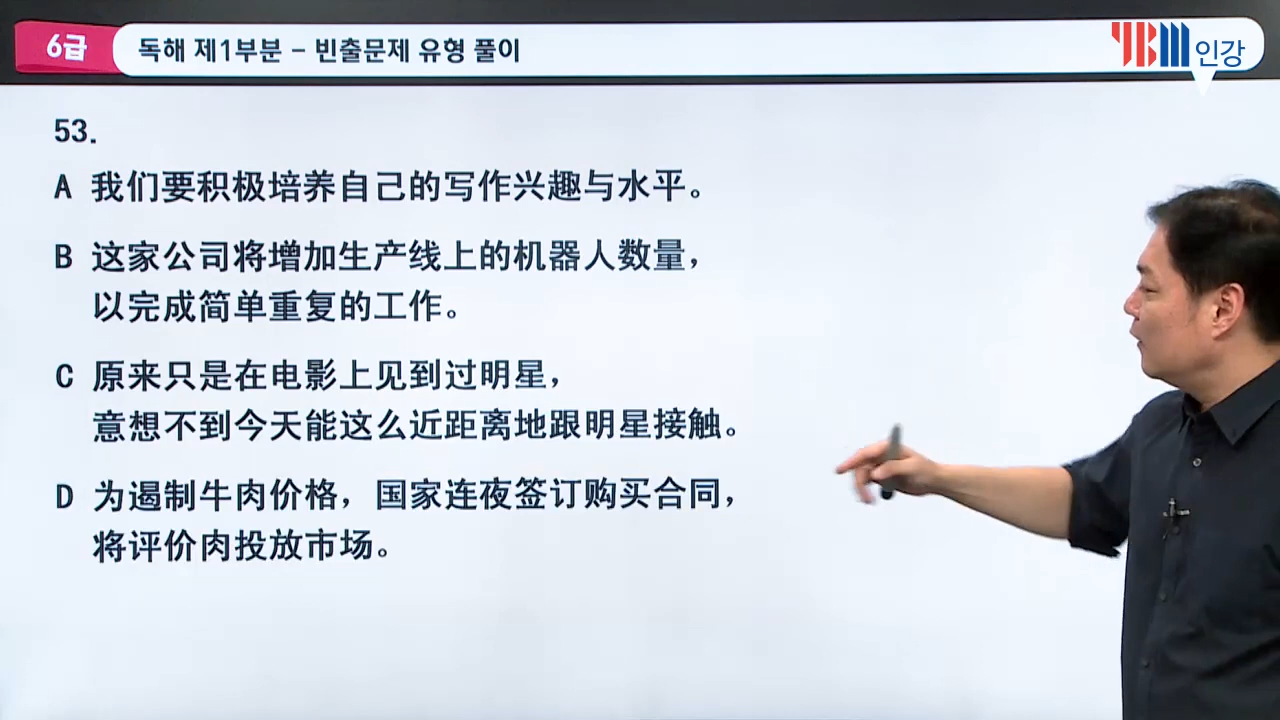 6급 독해 제1부분 – 빈출문제 유형 풀이
YBM 인강
53.
A 我们要积极培养自己的写作兴趣与水平。
B 这家公司将增加生产线上的机器人数量，
以完成简单重复的工作。
C 原来只是在电影上见到过明星，
意想不到今天能这么近距离地跟明星接触。
D 为遏制牛肉价格，国家连夜签订购买合同，
将评价肉投放市场。